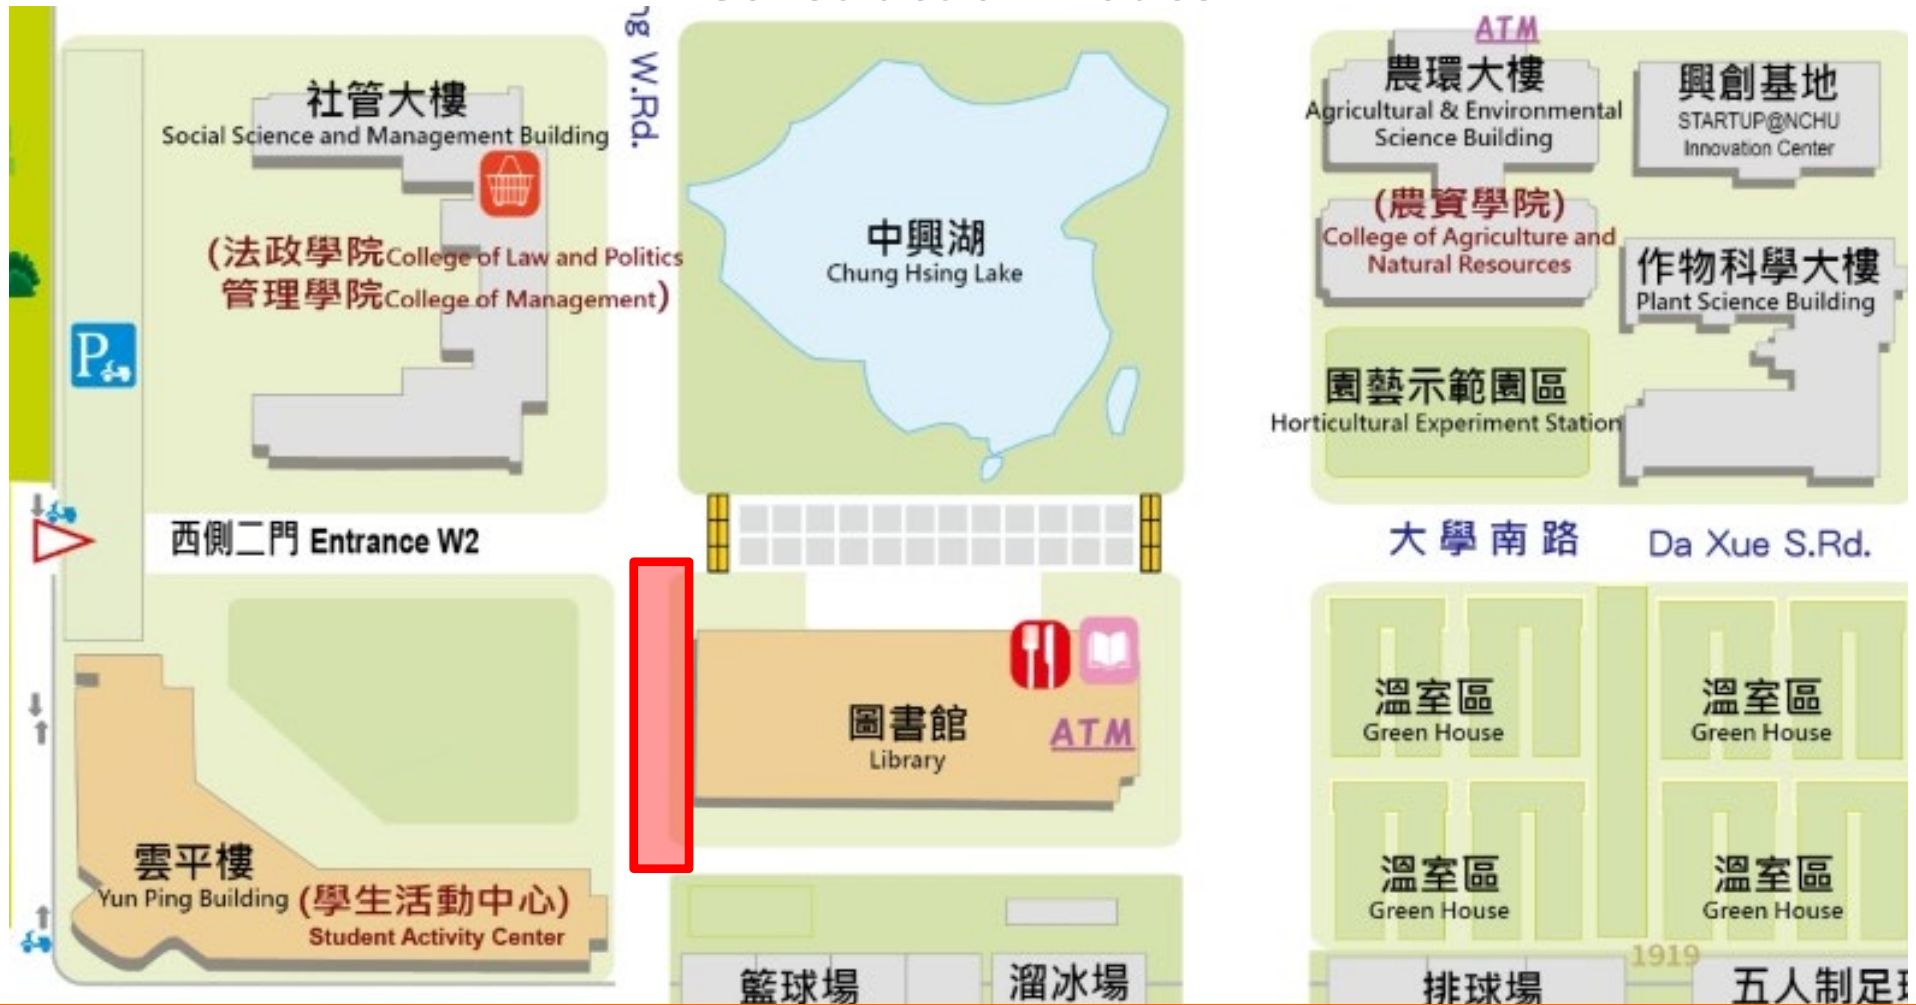 ng W.Rd.
社管大樓
Social Science and Management Building
(法政學院College of Law and Politics
管理學院College of Management)
P
西側二門 Entrance W2
雲平樓
Yun Ping Building
(學生活動中心)
Student Activity Center
中興湖
Chung Hsing Lake
圖書館
Library
ATM
籃球場
溜冰場
ATM
農環大樓
Agricultural & Environmental
Science Building
(農資學院)
College of Agriculture and
Natural Resources
興創基地
STARTUP@NCHU
Innovation Center
作物科學大樓
Plant Science Building
園藝示範園區
Horticultural Experiment Station
大學南路 Da Xue S.Rd.
溫室區
Green House
溫室區
Green House
溫室區
Green House
溫室區
Green House
1919
排球場
五人制足